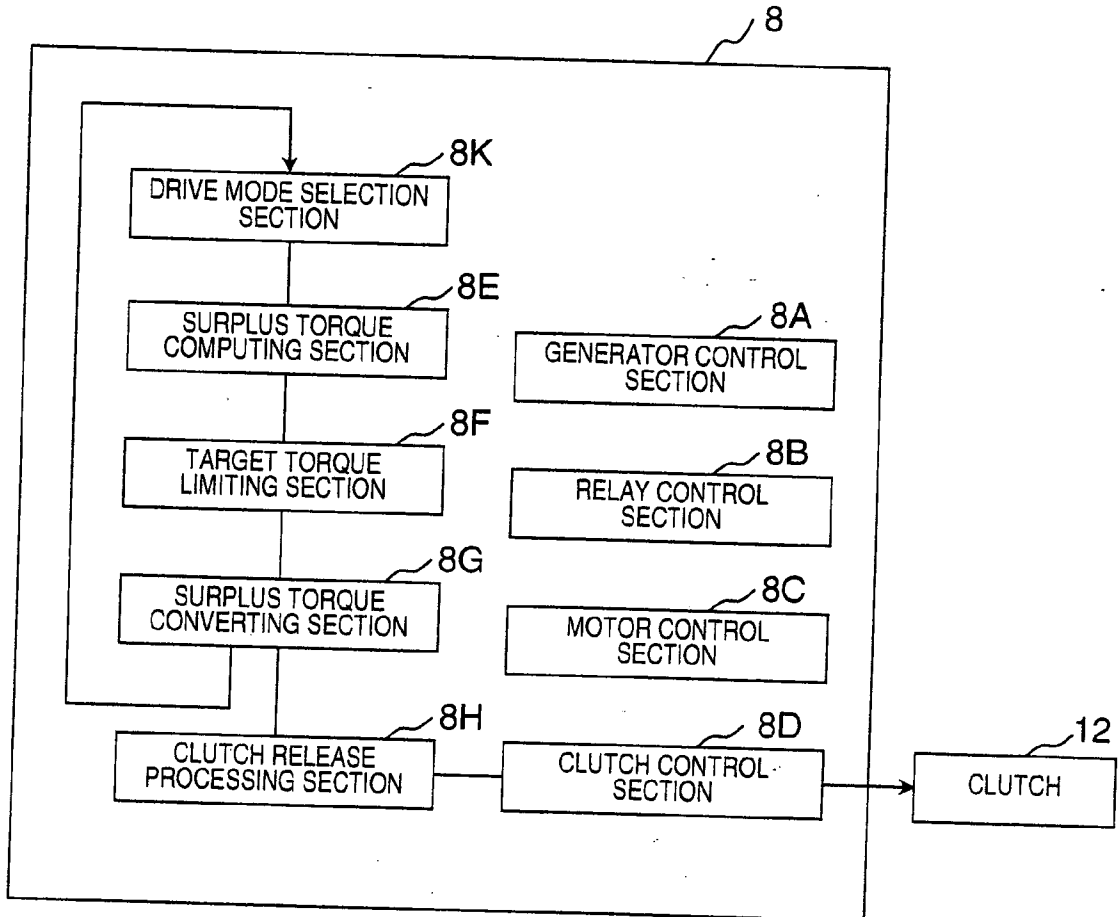 8
8K
DRIVE MODE SELECTION
SECTION
8E
SURPLUS TORQUE
COMPUTING SECTION
8A
GENERATOR CONTROL
SECTION
8F
TARGET TORQUE
LIMITING SECTION
8B
RELAY CONTROL
SECTION
8G
SURPLUS TORQUE
CONVERTING SECTION
8C
MOTOR CONTROL
SECTION
8H
CLUTCH RELEASE
PROCESSING SECTION
8D
CLUTCH CONTROL
SECTION
12
CLUTCH